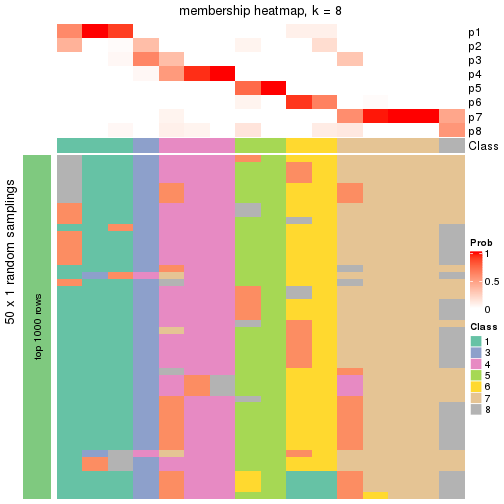 membership heatmap, k = 8
p1
p2
p3
p4
p5
p6
p7
p8
Class
50 x 1 random samplings
top 1000 rows
Prob
1
0.5
0
Class
1
3
4
5
6
7
8